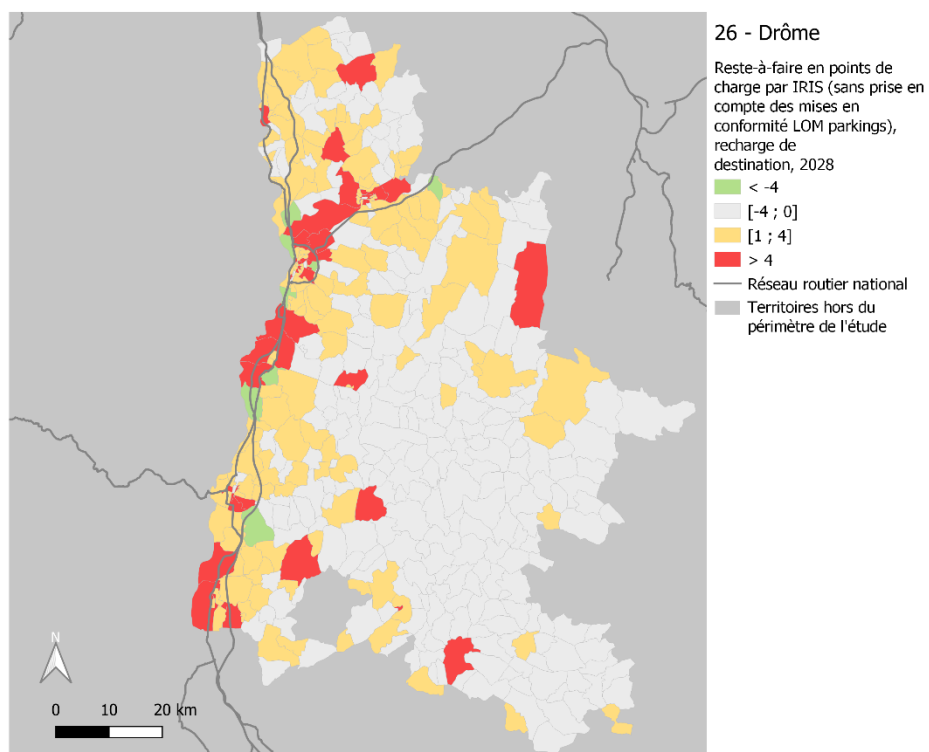 26 - Drôme
Reste-à-faire en points de
charge par IRIS (sans prise en
compte des mises en
conformité LOM parkings),
recharge de
destination, 2028
< -4
[-4 ; 0]
[1 ; 4]
> 4
Réseau routier national
Territoires hors du
périmètre de l'étude
N
0 10 20 km